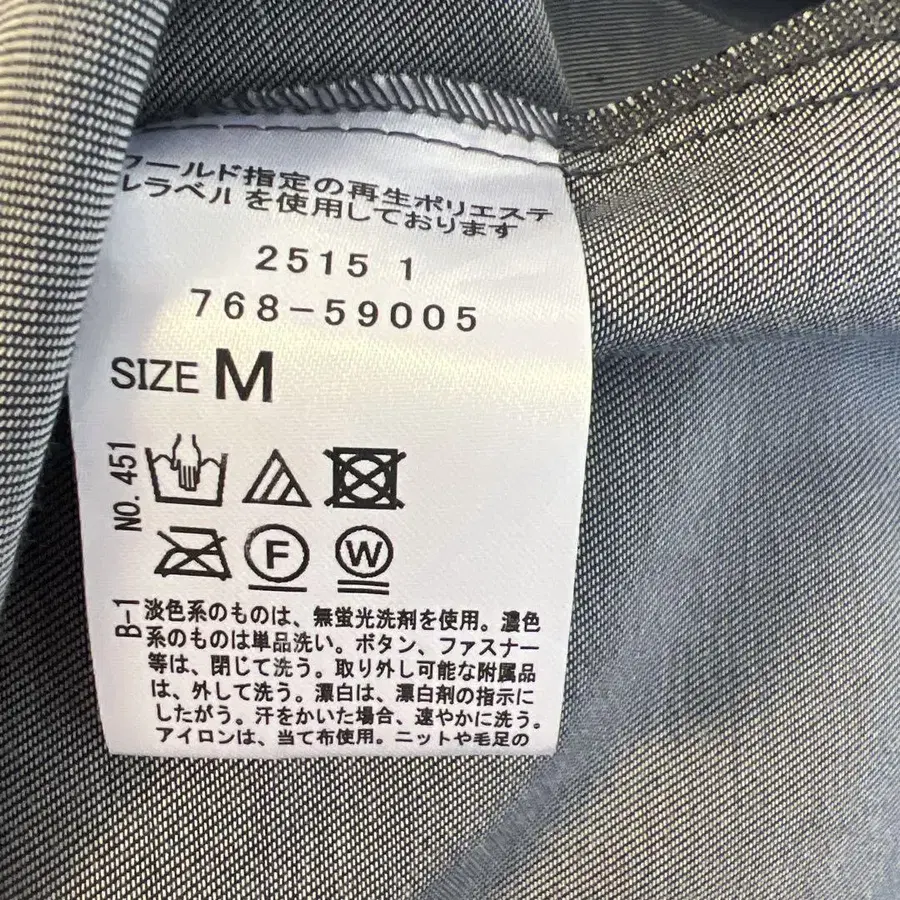 ワールド指定の再生ポリエステ
ルラベルを使用しております
2515 1
768-59005
SIZE M
NO. 451
F
W
B-1
淡色系のものは、無蛍光洗剤を使用。濃色
系のものは単品洗い。ボタン、ファスナー
等は、閉じて洗う。取り外し可能な附属品
は、外して洗う。漂白は、漂白剤の指示に
したがう。汗をかいた場合、速やかに洗う。
アイロンは、当て布使用。ニットや毛足の